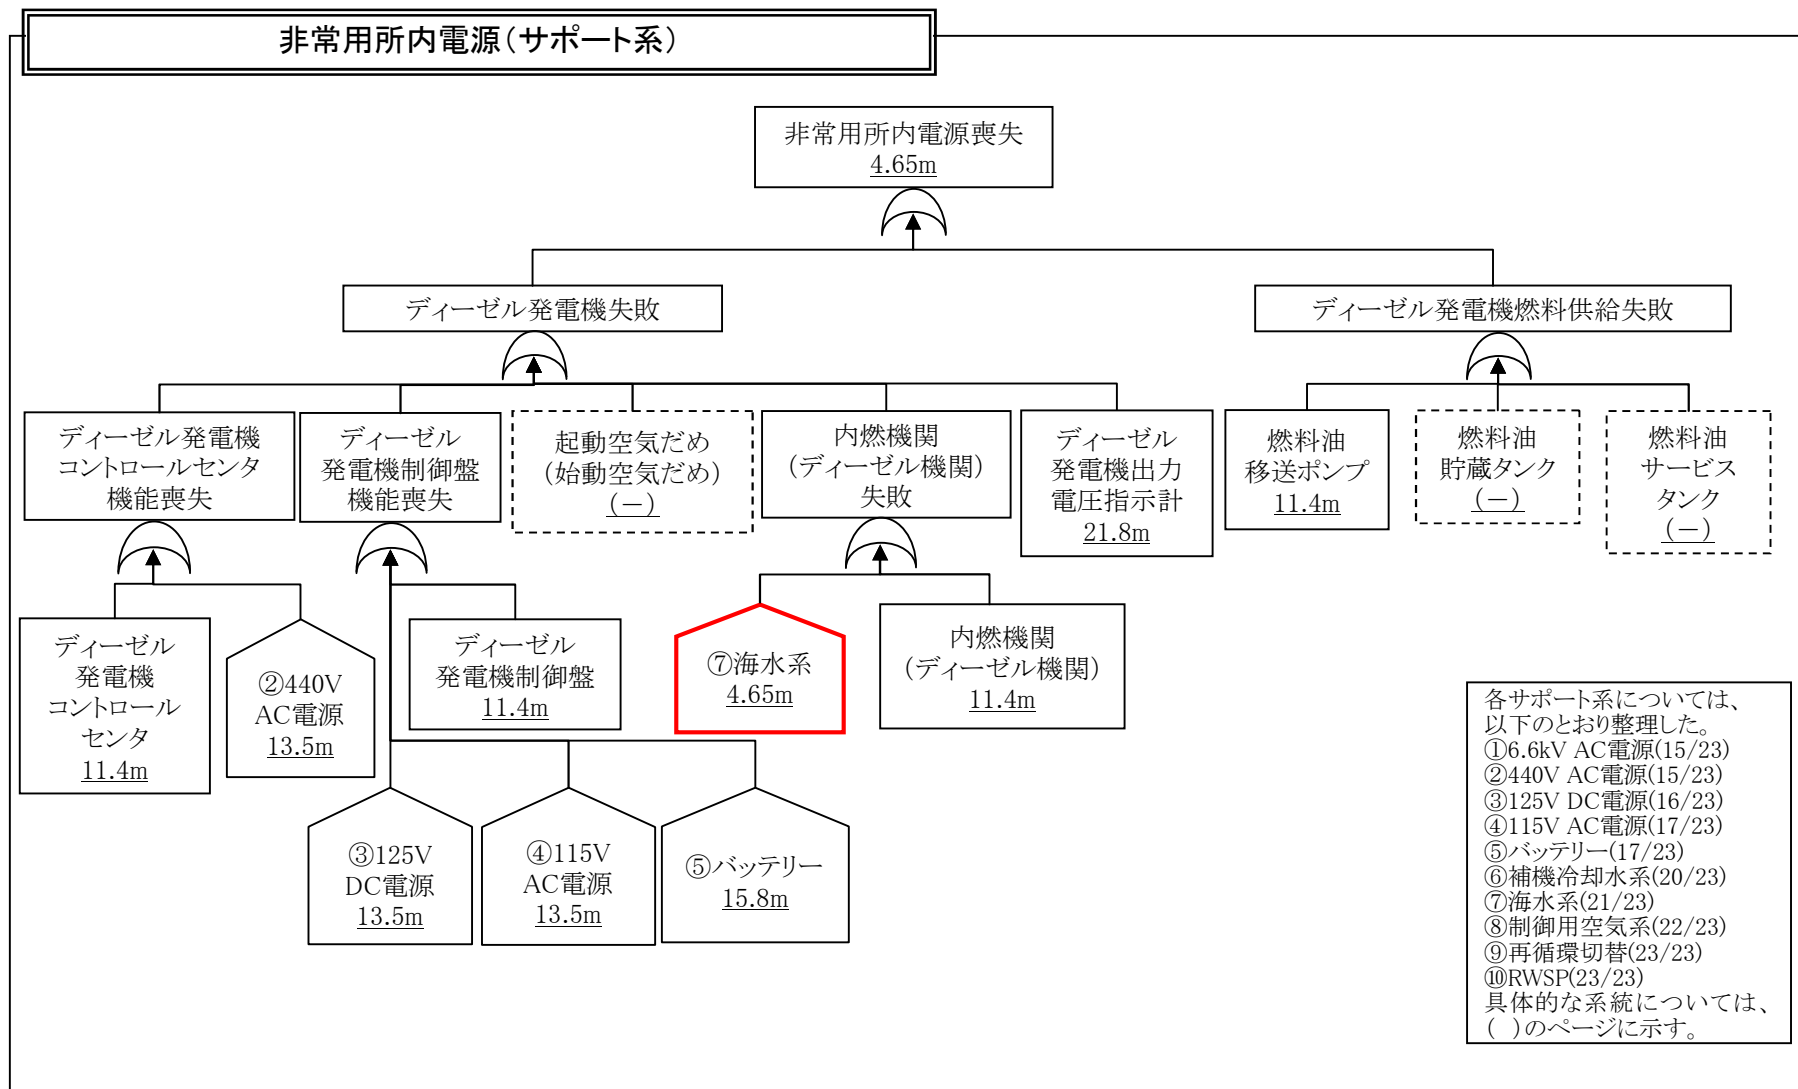 非常用所内電源（サポート系）
非常用所内電源喪失
4.65m
ディーゼル発電機失敗
ディーゼル発電機燃料供給失敗
ディーゼル発電機
コントロールセンタ
機能喪失
ディーゼル
発電機制御盤
機能喪失
起動空気だめ
（始動空気だめ）
（－）
内燃機関
（ディーゼル機関）
失敗
ディーゼル
発電機出力
電圧指示計
21.8m
燃料油
移送ポンプ
11.4m
燃料油
貯蔵タンク
（－）
燃料油
サービス
タンク
（－）
ディーゼル
発電機
コントロール
センタ
11.4m
②440V
AC電源
13.5m
ディーゼル
発電機制御盤
11.4m
⑦海水系
4.65m
内燃機関
（ディーゼル機関）
11.4m
③125V
DC電源
13.5m
④115V
AC電源
13.5m
⑤バッテリー
15.8m
各サポート系については、
以下のとおり整理した。
①6.6kV AC電源(15/23)
②440V AC電源(15/23)
③125V DC電源(16/23)
④115V AC電源(17/23)
⑤バッテリー(17/23)
⑥補機冷却水系(20/23)
⑦海水系(21/23)
⑧制御用空気系(22/23)
⑨再循環切替(23/23)
⑩RWSP(23/23)
具体的な系統については、
( )のページに示す。